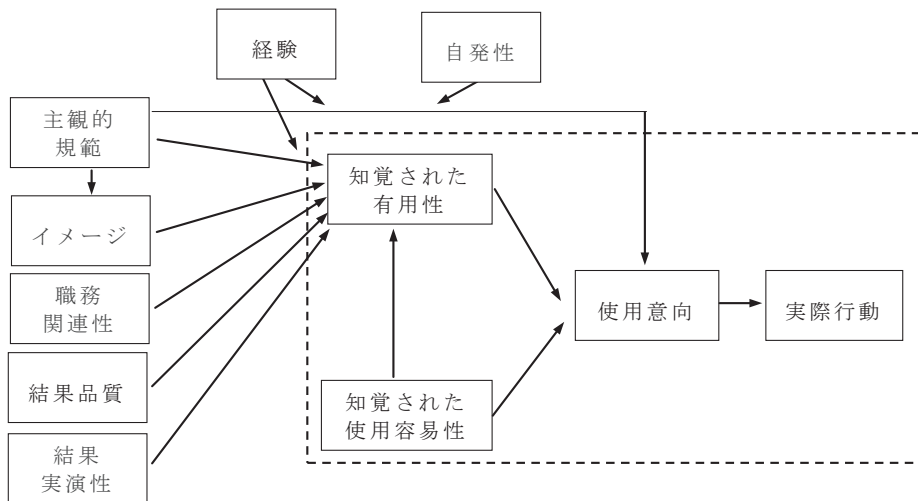 経験
自発性
主観的
規範
知覚された
有用性
イメージ
職務
関連性
使用意向
実際行動
結果品質
知覚された
使用容易性
結果
実演性